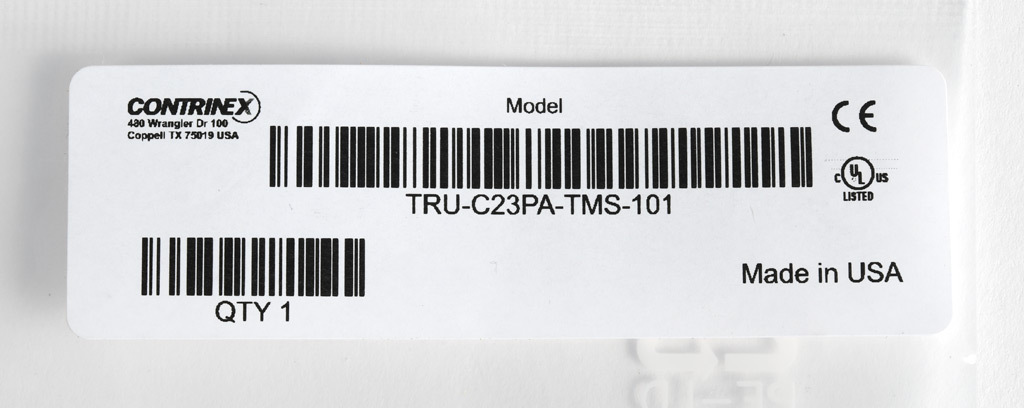 CONTRINEX
480 Wrangler Dr 100
Coppell TX 75019 USA
Model
TRU-C23PA-TMS-101
CE
C UL US
LISTED
QTY 1
Made in USA